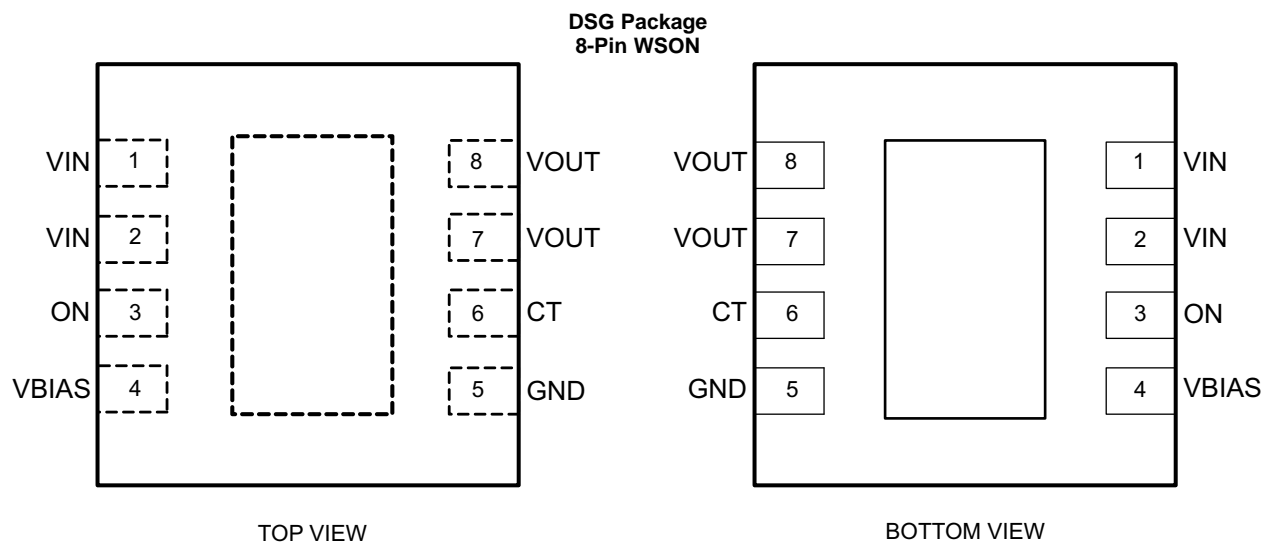 DSG Package
8-Pin WSON
VIN 1 8 VOUT
VIN 2 7 VOUT
ON 3 6 CT
VBIAS 4 5 GND
TOP VIEW
VOUT 8 1 VIN
VOUT 7 2 VIN
CT 6 3 ON
GND 5 4 VBIAS
BOTTOM VIEW